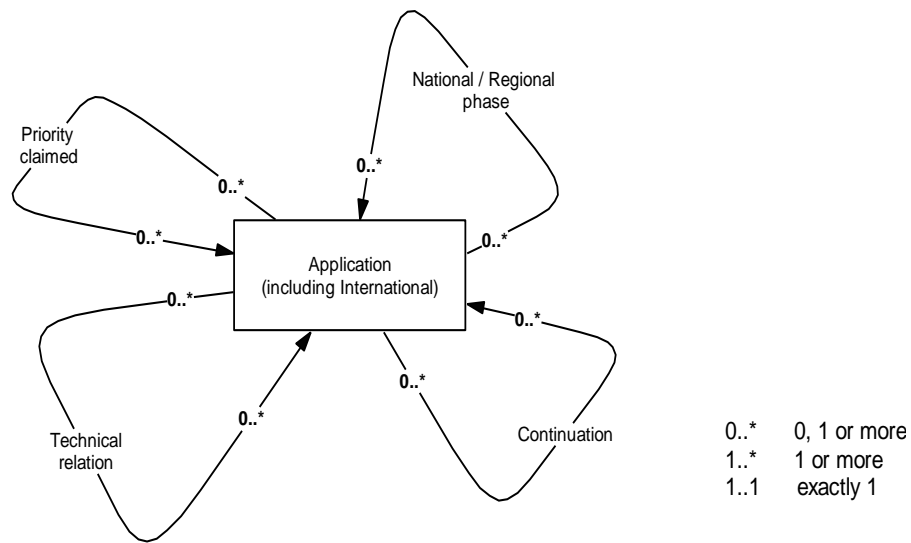 National / Regional
phase
Priority
claimed
0..*
0..*
0..*
0..*
Application
(including International)
0..*
0..*
0..*
0..*
Technical
relation
Continuation
0..* 0, 1 or more
1..* 1 or more
1..1 exactly 1